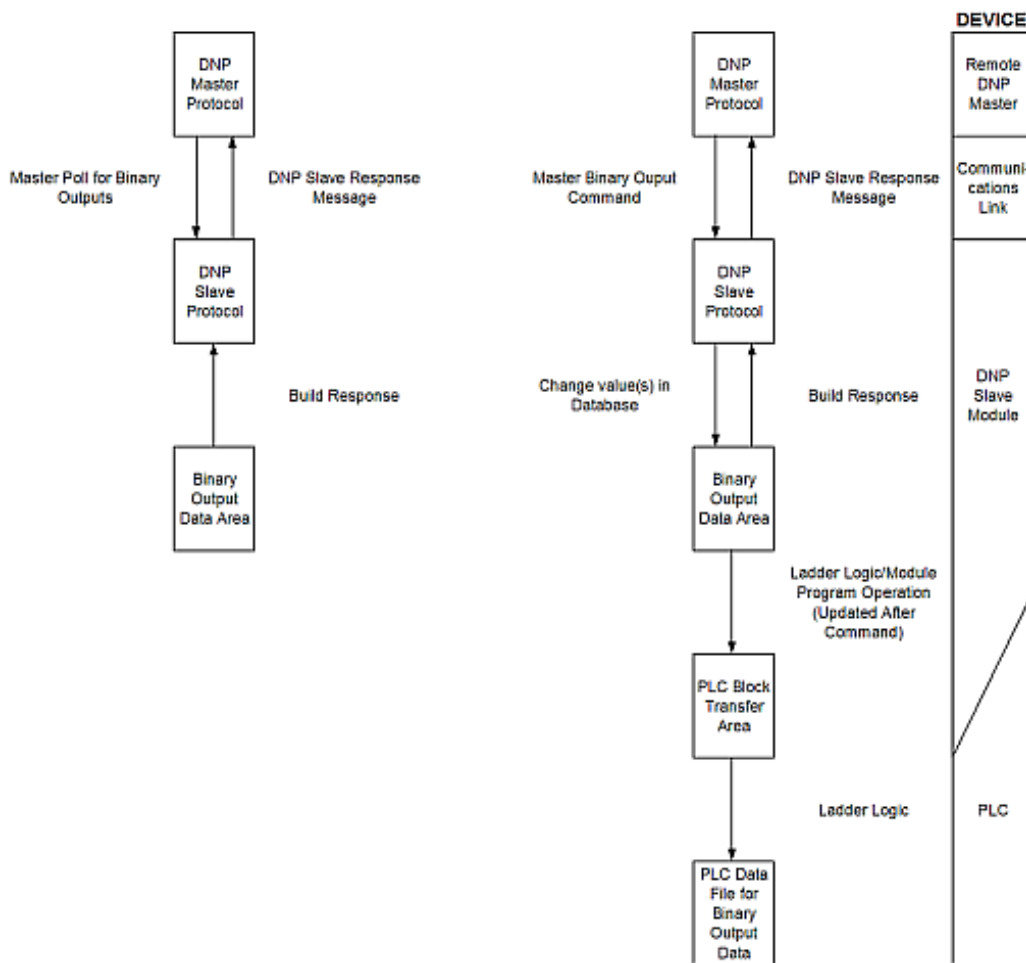 DEVICE
DNP
Master
Protocol
DNP
Master
Protocol
Remote
DNP
Master
Master Poll for Binary
Outputs
DNP Slave Response
Message
Master Binary Ouput
Command
DNP Slave Response
Message
Communi-
cations
Link
DNP
Slave
Protocol
DNP
Slave
Protocol
Build Response
Change value(s) in
Database
Build Response
DNP
Slave
Module
Binary
Output
Data Area
Binary
Output
Data Area
Ladder Logic/Module
Program Operation
(Updated After
Command)
PLC Block
Transfer
Area
Ladder Logic
PLC
PLC Data
File for
Binary
Output
Data